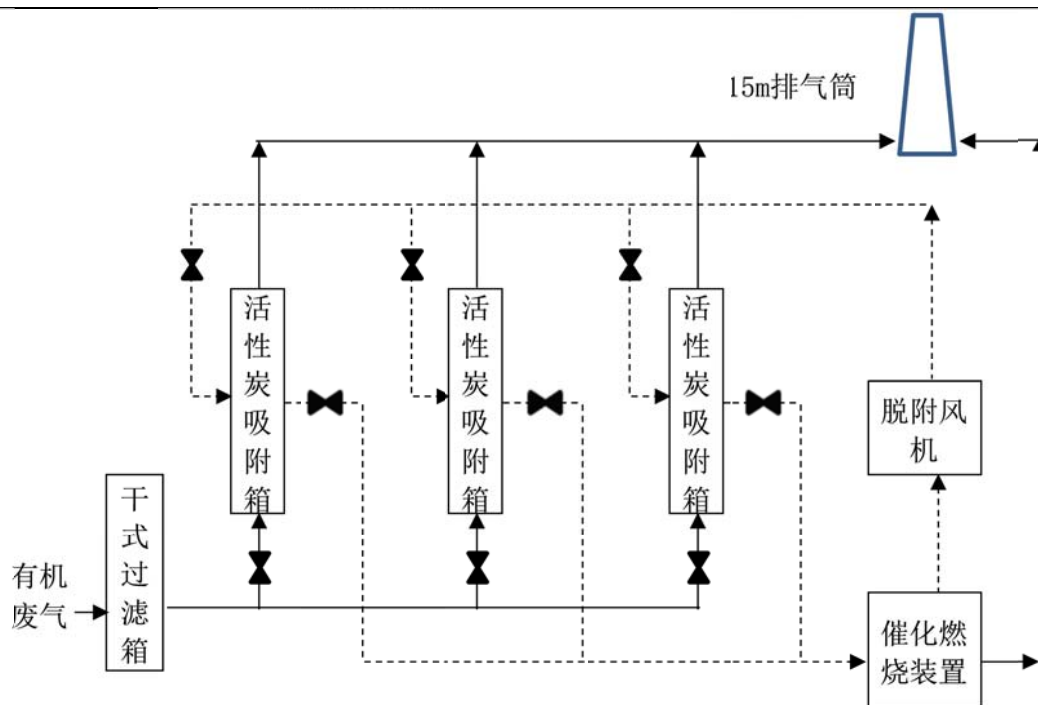 15m排气筒
活性炭吸附箱
活性炭吸附箱
活性炭吸附箱
脱附风
机
干式过滤箱
有机
废气
催化燃
烧装置